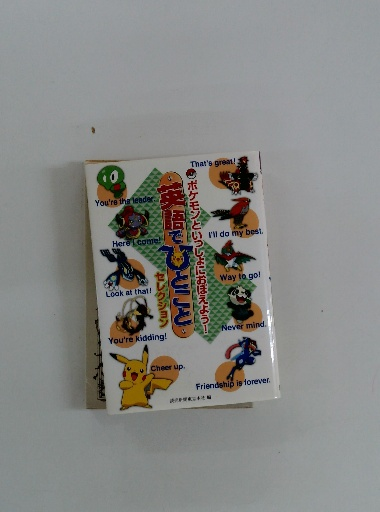 ポケモンといっしょにおぼえよう!
英語でひとこと
セレクション
That's great!
You're the leader.
I'll do my best.
Here I come!
Way to go!
Look at that!
Never mind.
You're kidding!
Cheer up.
Friendship is forever.